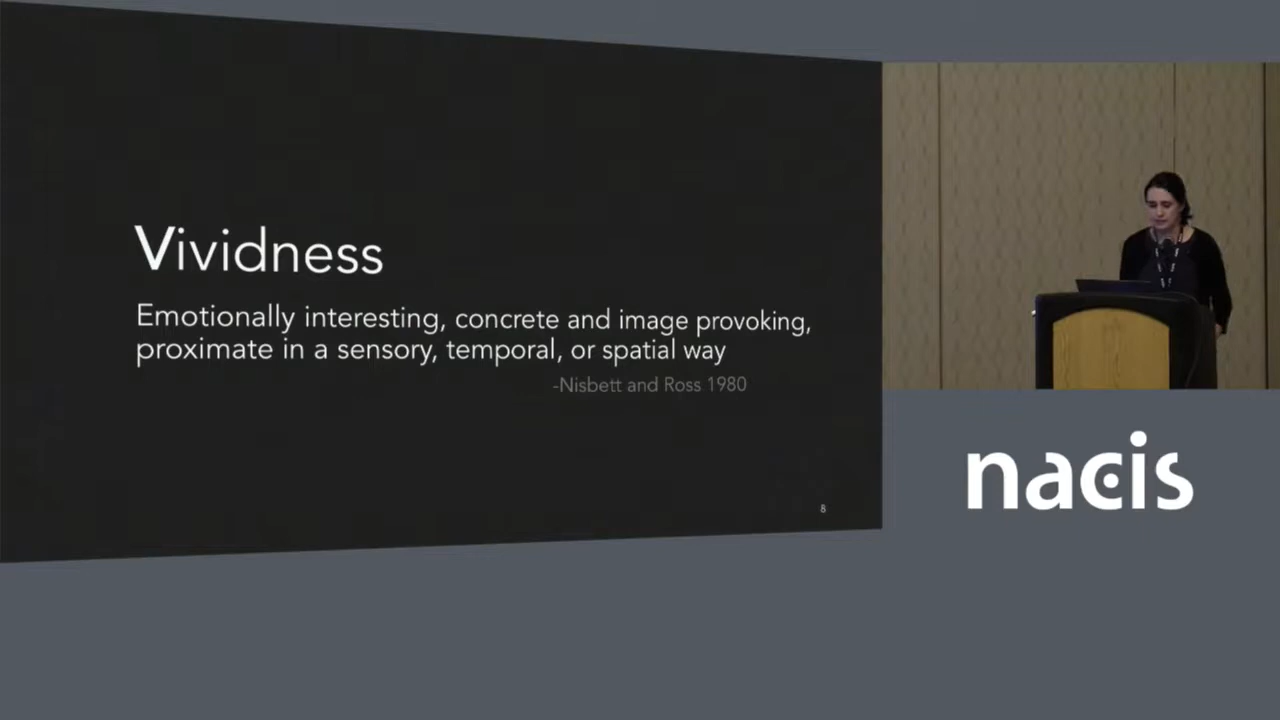 Vividness
Emotionally interesting, concrete and image provoking,
proximate in a sensory, temporal, or spatial way
-Nisbett and Ross 1980
8
nacis